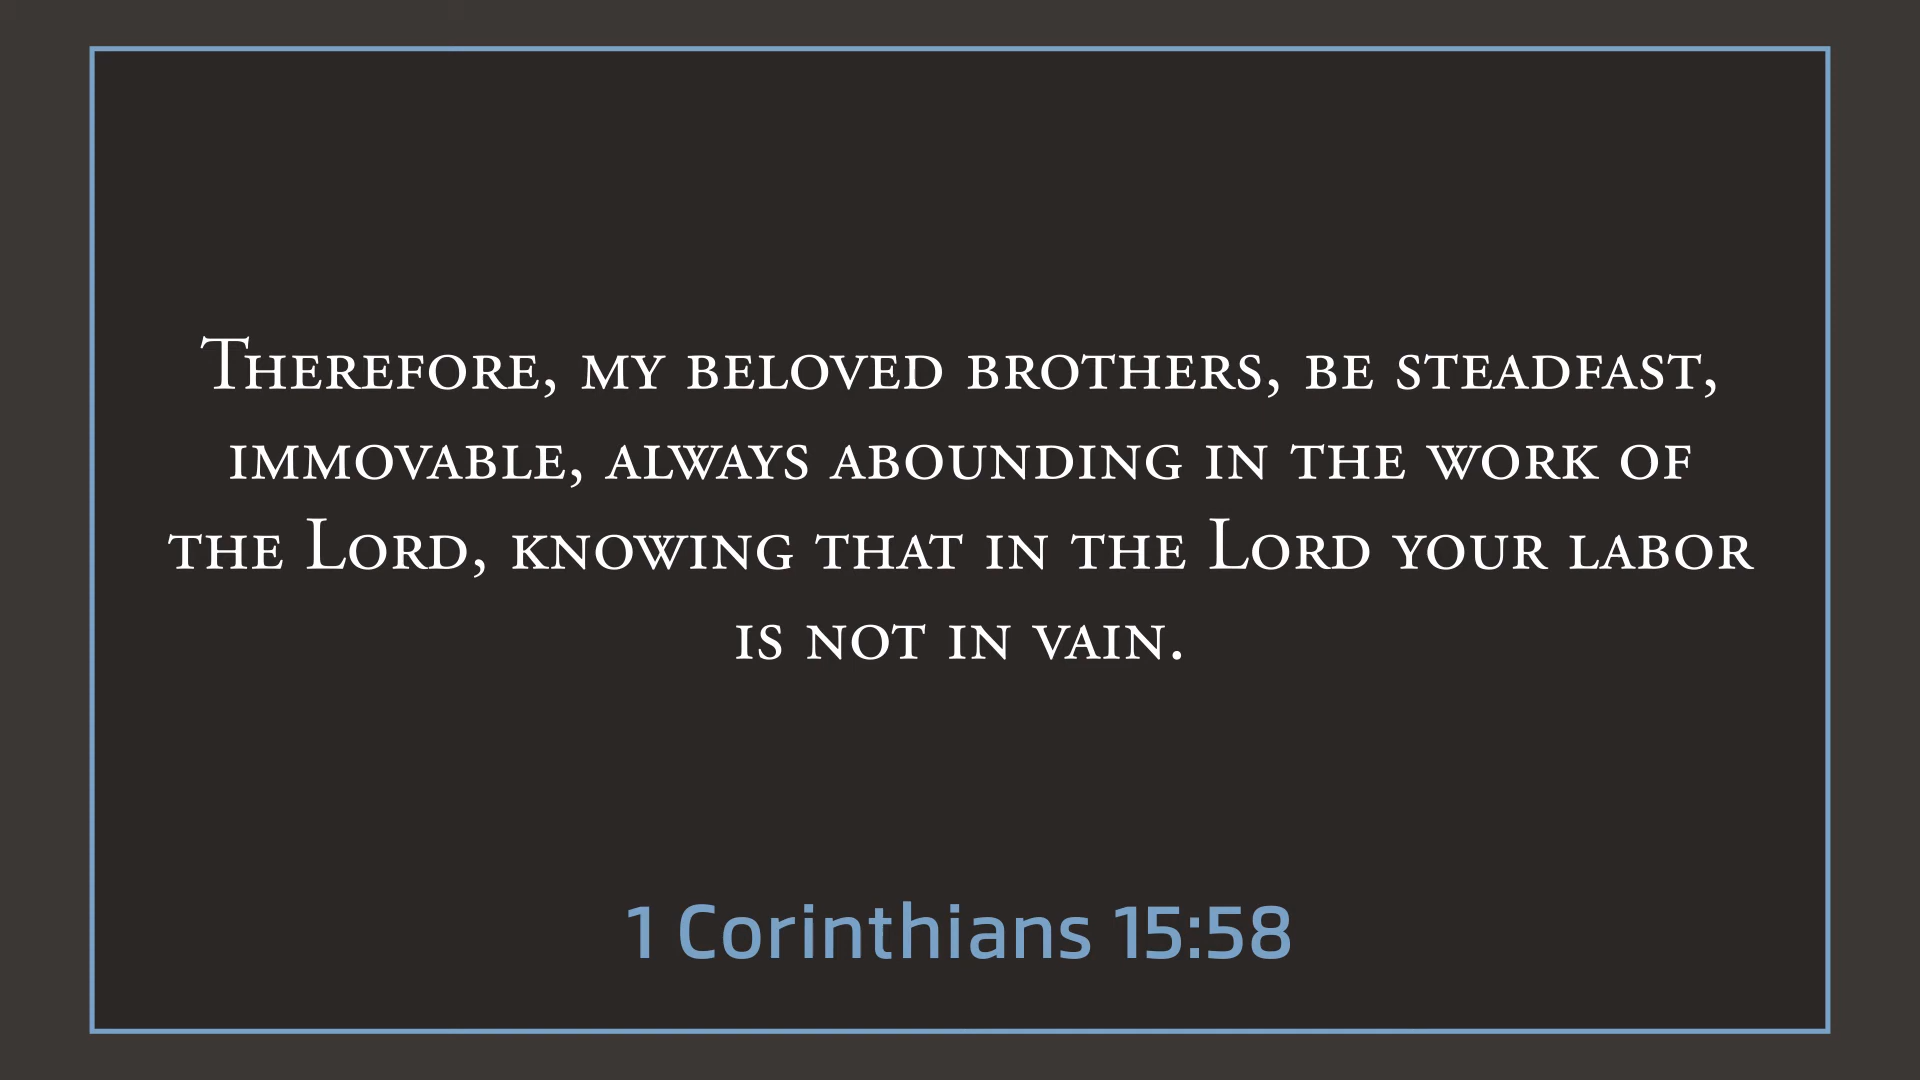 Therefore, my beloved brothers, be steadfast,
immovable, always abounding in the work of
the Lord, knowing that in the Lord your labor
is not in vain.
1 Corinthians 15:58